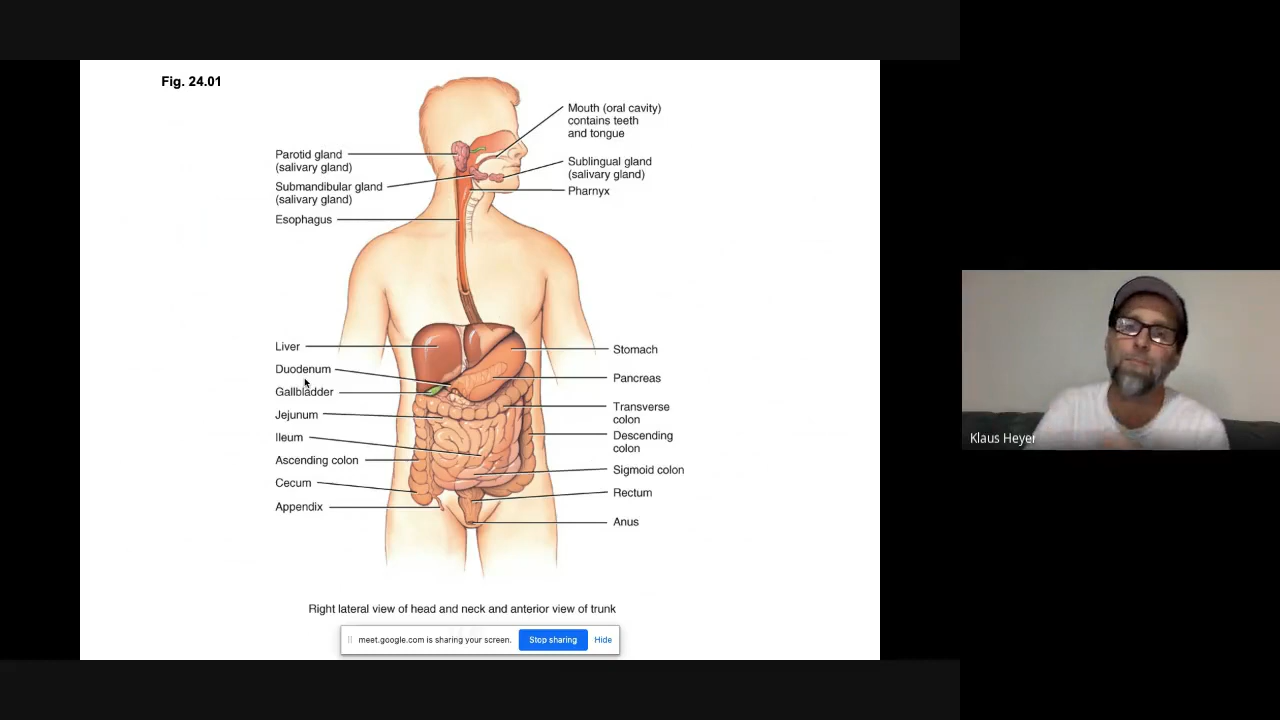 Fig. 24.01
Mouth (oral cavity)
contains teeth
and tongue
Parotid gland
(salivary gland)
Sublingual gland
(salivary gland)
Submandibular gland
(salivary gland)
Pharnyx
Esophagus
Liver
Stomach
Duodenum
Pancreas
Gallbladder
Transverse
colon
Jejunum
Ileum
Descending
colon
Ascending colon
Sigmoid colon
Cecum
Rectum
Appendix
Anus
Right lateral view of head and neck and anterior view of trunk
meet.google.com is sharing your screen. Stop sharing Hide
Klaus Heyer